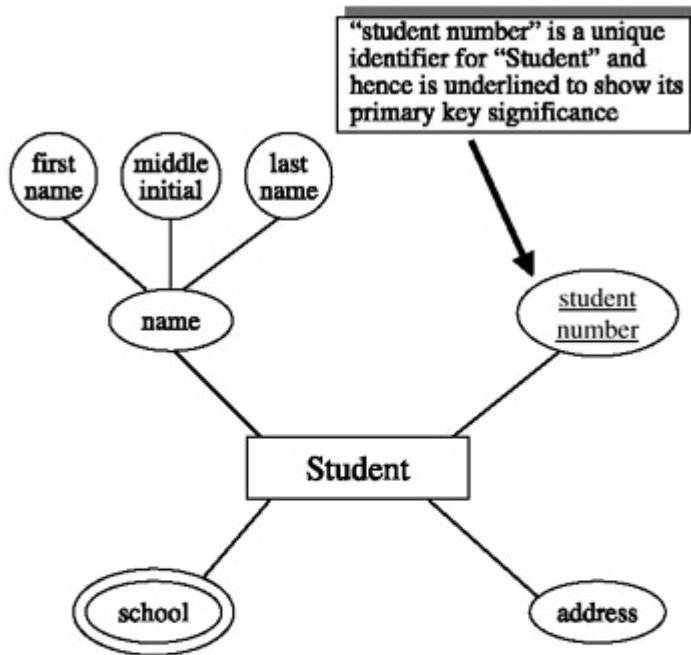 “student number” is a unique
identifier for “Student” and
hence is underlined to show its
primary key significance
first
name
middle
initial
last
name
name
student
number
Student
school
address